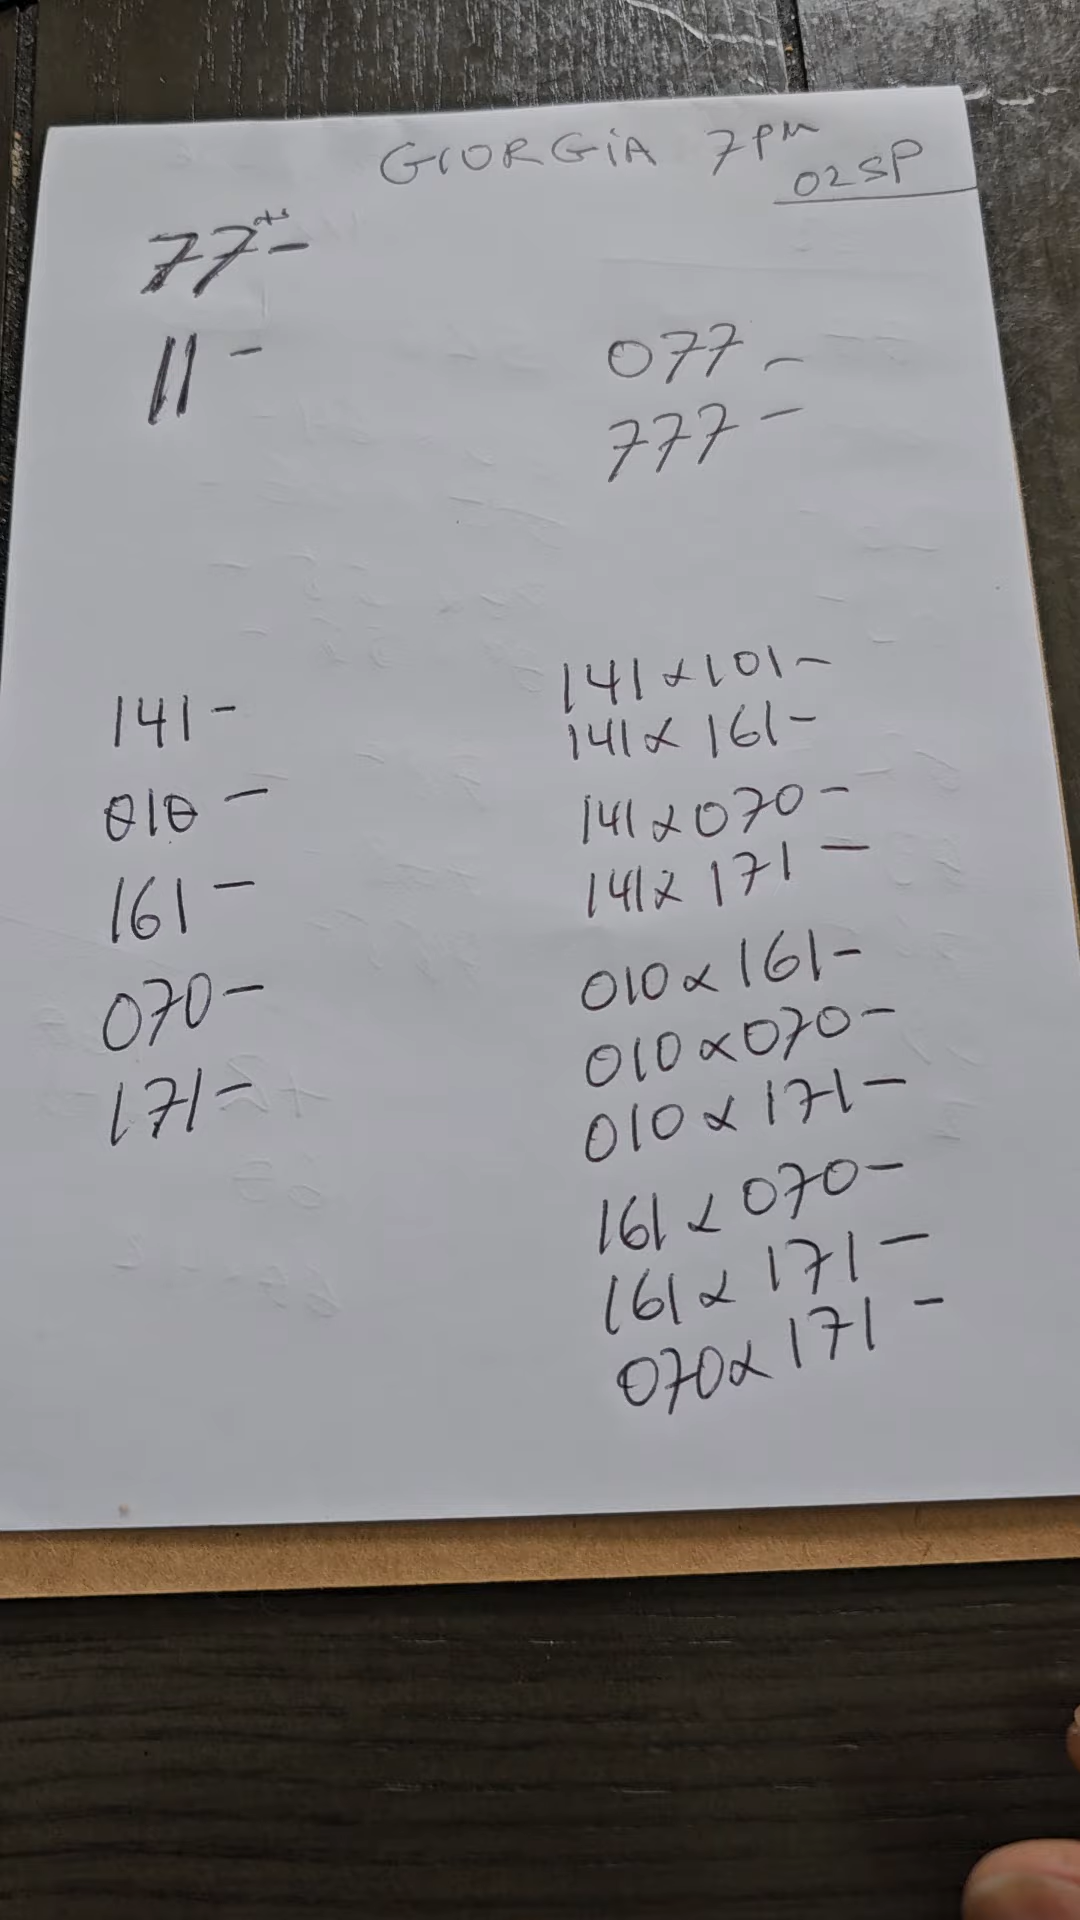 GIORGiA 7PM
02SP
77-
11 -
077 -
777 -
141 -
010 -
161 -
070 -
171 -
141 x 101 -
141 x 161 -
141 x 070 -
141 x 171 -
010 x 161 -
010 x 070 -
010 x 171 -
161 x 070 -
161 x 171 -
070 x 171 -